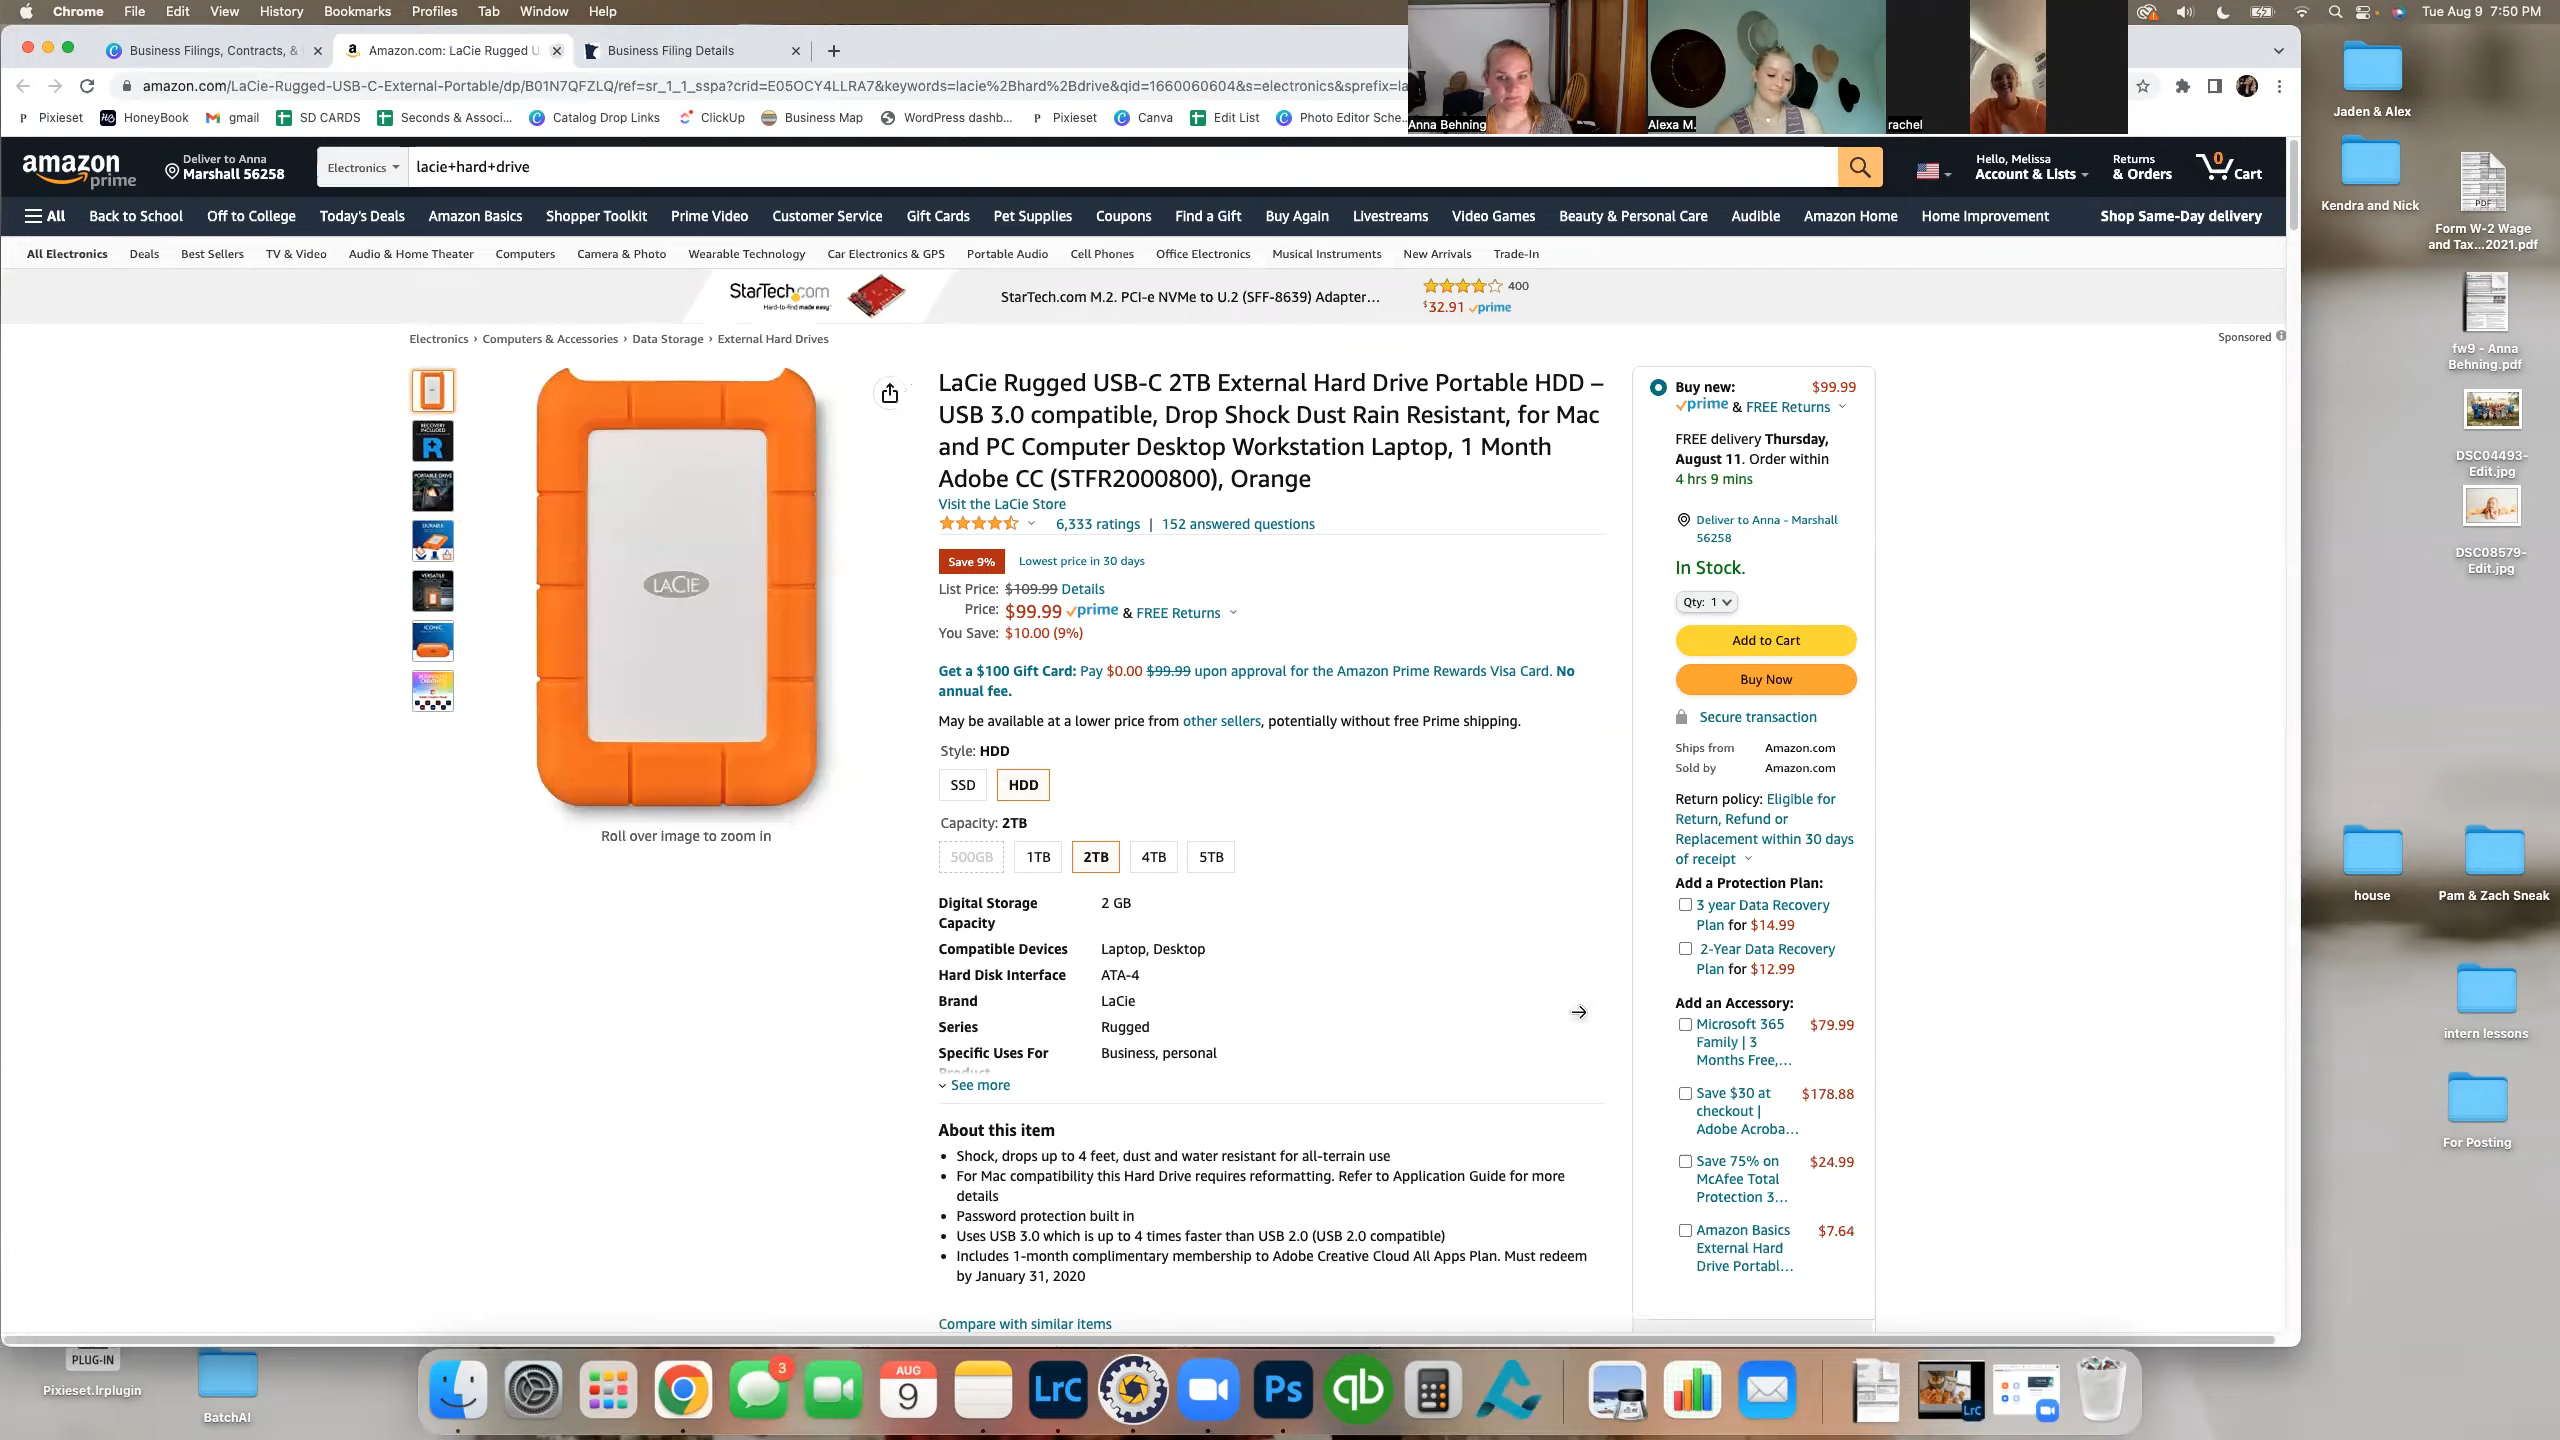 Chrome File Edit View History Bookmarks Profiles Tab Window Help
Tue Aug 9 7:50 PM
Business Filings, Contracts, &
Amazon.com: LaCie Rugged U
Business Filing Details
amazon.com/LaCie-Rugged-USB-C-External-Portable/dp/B01N7QFZLQ/ref=sr_1_1_sspa?crid=E05OCY4LLRA7&keywords=lacie%2Bhard%2Bdrive&qid=1660060604&s=electronics&sprefix=la
Pixieset HoneyBook gmail SD CARDS Seconds & Associ... Catalog Drop Links ClickUp Business Map WordPress dashb... Pixieset Canva Edit List Photo Editor Sche...
Anna Behning
Alexa M.
rachel
amazon prime
Deliver to Anna
Marshall 56258
Electronics
lacie+hard+drive
Hello, Melissa
Account & Lists
Returns
& Orders
0
Cart
All Back to School Off to College Today's Deals Amazon Basics Shopper Toolkit Prime Video Customer Service Gift Cards Pet Supplies Coupons Find a Gift Buy Again Livestreams Video Games Beauty & Personal Care Audible Amazon Home Home Improvement Shop Same-Day delivery
All Electronics Deals Best Sellers TV & Video Audio & Home Theater Computers Camera & Photo Wearable Technology Car Electronics & GPS Portable Audio Cell Phones Office Electronics Musical Instruments New Arrivals Trade-In
StarTech.com
Hard-to-find made easy
StarTech.com M.2. PCI-e NVMe to U.2 (SFF-8639) Adapter...
400
$32.91 prime
Electronics › Computers & Accessories › Data Storage › External Hard Drives
Sponsored
RECOVERY INCLUDED
R
PORTABLE DRIVE
DURABLE
VERSATILE
ICONIC
LACIE
Roll over image to zoom in
LaCie Rugged USB-C 2TB External Hard Drive Portable HDD –
USB 3.0 compatible, Drop Shock Dust Rain Resistant, for Mac
and PC Computer Desktop Workstation Laptop, 1 Month
Adobe CC (STFR2000800), Orange
Visit the LaCie Store
6,333 ratings | 152 answered questions
Save 9% Lowest price in 30 days
List Price: $109.99 Details
Price: $99.99 prime & FREE Returns
You Save: $10.00 (9%)
Get a $100 Gift Card: Pay $0.00 $99.99 upon approval for the Amazon Prime Rewards Visa Card. No
annual fee.
May be available at a lower price from other sellers, potentially without free Prime shipping.
Style: HDD
SSD HDD
Capacity: 2TB
500GB 1TB 2TB 4TB 5TB
Digital Storage
Capacity
2 GB
Compatible Devices Laptop, Desktop
Hard Disk Interface ATA-4
Brand LaCie
Series Rugged
Specific Uses For
Product
Business, personal
See more
About this item
• Shock, drops up to 4 feet, dust and water resistant for all-terrain use
• For Mac compatibility this Hard Drive requires reformatting. Refer to Application Guide for more
details
• Password protection built in
• Uses USB 3.0 which is up to 4 times faster than USB 2.0 (USB 2.0 compatible)
• Includes 1-month complimentary membership to Adobe Creative Cloud All Apps Plan. Must redeem
by January 31, 2020
Compare with similar items
Buy new: $99.99
prime & FREE Returns
FREE delivery Thursday,
August 11. Order within
4 hrs 9 mins
Deliver to Anna - Marshall
56258
In Stock.
Qty: 1
Add to Cart
Buy Now
Secure transaction
Ships from Amazon.com
Sold by Amazon.com
Return policy: Eligible for
Return, Refund or
Replacement within 30 days
of receipt
Add a Protection Plan:
3 year Data Recovery
Plan for $14.99
2-Year Data Recovery
Plan for $12.99
Add an Accessory:
Microsoft 365 $79.99
Family | 3
Months Free,...
Save $30 at $178.88
checkout |
Adobe Acroba...
Save 75% on $24.99
McAfee Total
Protection 3...
Amazon Basics $7.64
External Hard
Drive Portabl...
Jaden & Alex
Kendra and Nick
PDF
Form W-2 Wage
and Tax...2021.pdf
fw9 - Anna
Behning.pdf
DSC04493-
Edit.jpg
DSC08579-
Edit.jpg
house
Pam & Zach Sneak
intern lessons
For Posting
PLUG-IN
Pixieset.lrplugin
BatchAI
3
AUG
9
LrC
Ps
qb
LrC